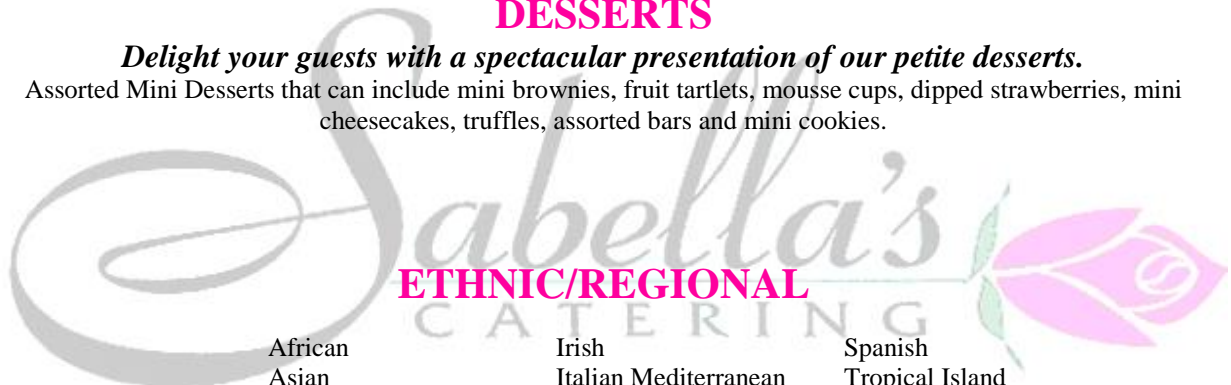 DESSERTS
Delight your guests with a spectacular presentation of our petite desserts.
Assorted Mini Desserts that can include mini brownies, fruit tartlets, mousse cups, dipped strawberries, mini
cheesecakes, truffles, assorted bars and mini cookies.
Sabella's
ETHNIC/REGIONAL
CATERING
African Irish Spanish
Asian Italian Mediterranean Tropical Island